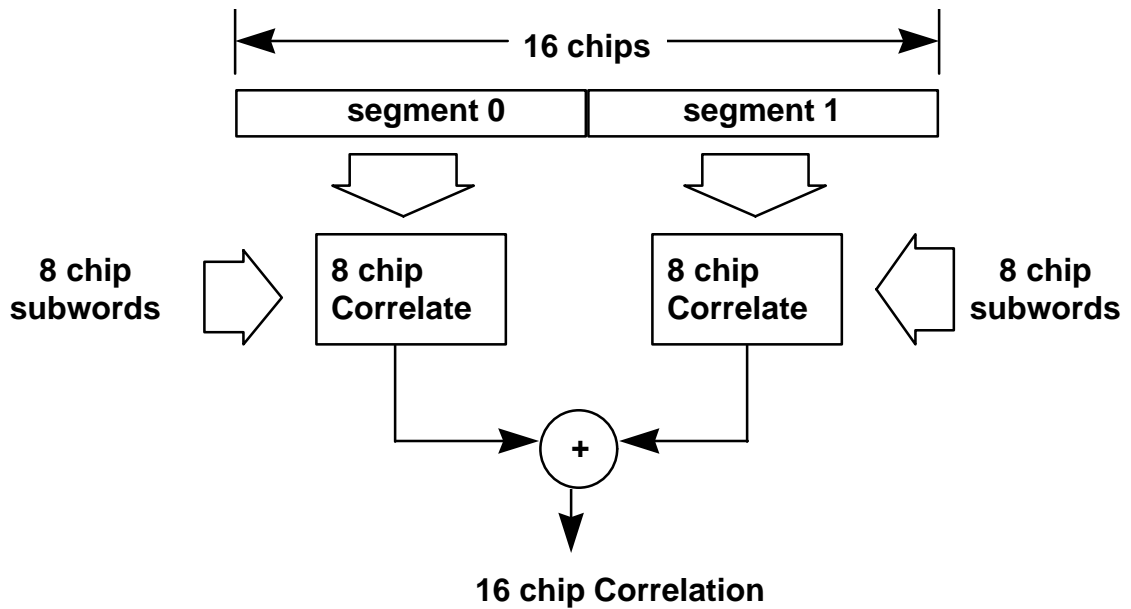 16 chips
segment 0
segment 1
8 chip
subwords
8 chip
Correlate
8 chip
Correlate
8 chip
subwords
+
16 chip Correlation